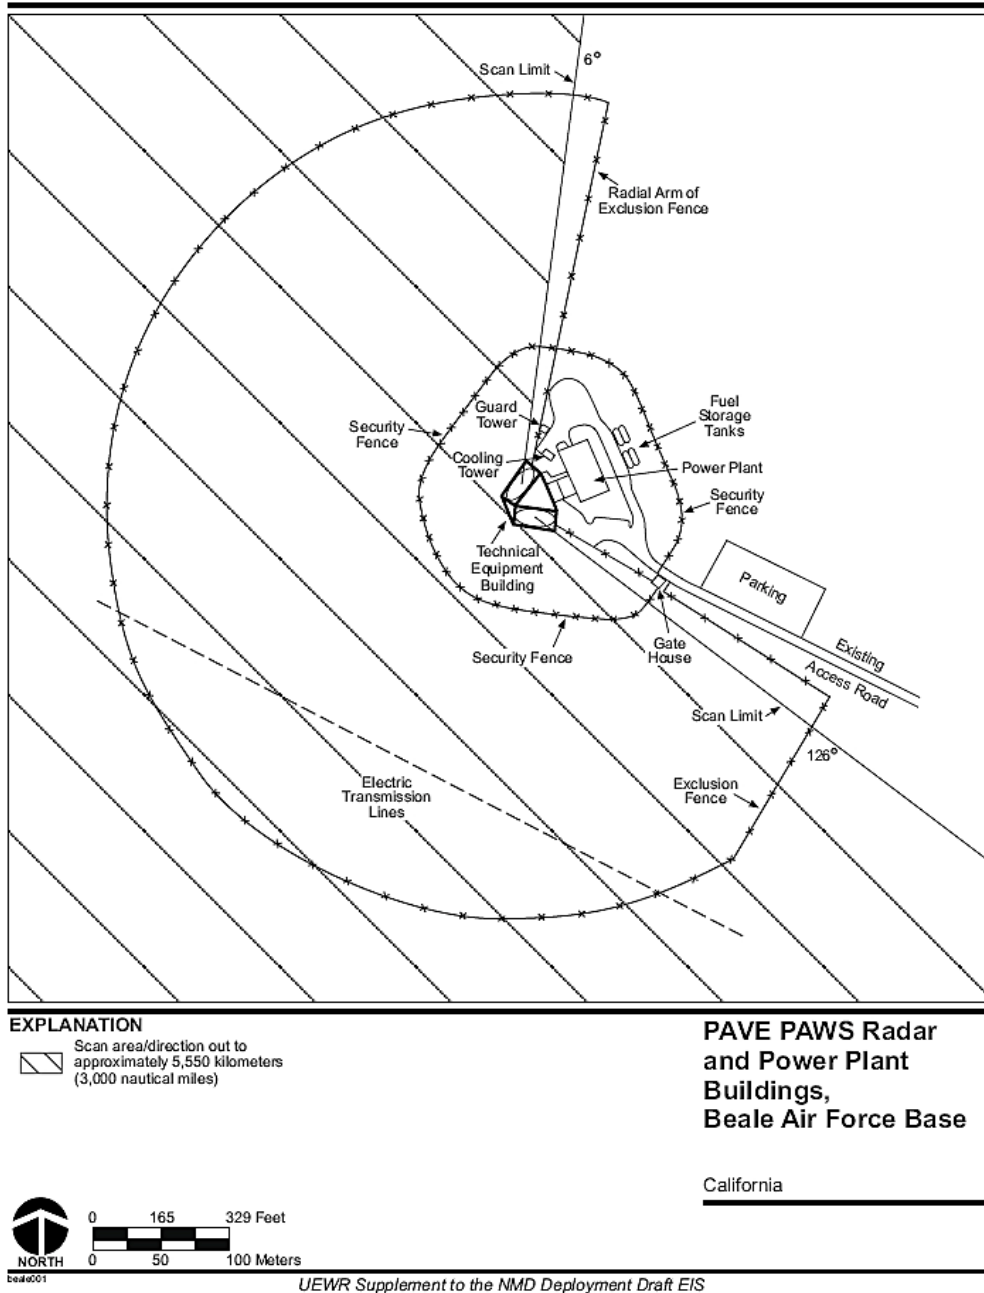 6°
Scan Limit
Radial Arm of
Exclusion Fence
Guard
Tower
Fuel
Storage
Tanks
Security
Fence
Cooling
Tower
Power Plant
Security
Fence
Technical
Equipment
Building
Parking
Gate
House
Existing
Access Road
Security Fence
Scan Limit
126°
Electric
Transmission
Lines
Exclusion
Fence
EXPLANATION
Scan area/direction out to
approximately 5,550 kilometers
(3,000 nautical miles)
PAVE PAWS Radar
and Power Plant
Buildings,
Beale Air Force Base
California
NORTH
0 165 329 Feet
0 50 100 Meters
beale001
UEWR Supplement to the NMD Deployment Draft EIS